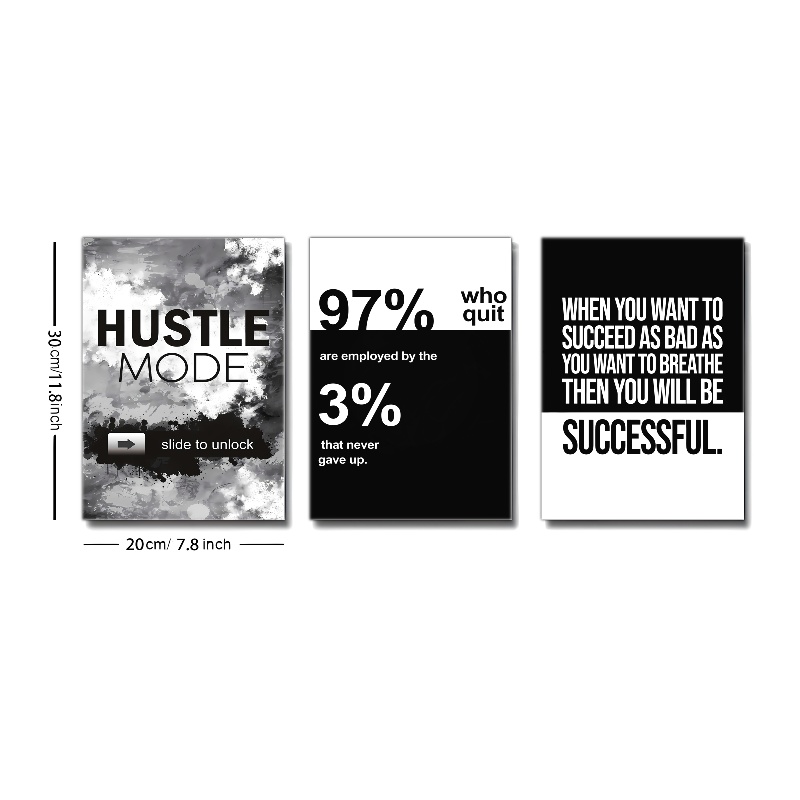 HUSTLE
MODE
slide to unlock
97% who
quit
are employed by the
3%
that never
gave up.
WHEN YOU WANT TO
SUCCEED AS BAD AS
YOU WANT TO BREATHE
THEN YOU WILL BE
SUCCESSFUL.
30cm/11.8inch
20cm/ 7.8 inch